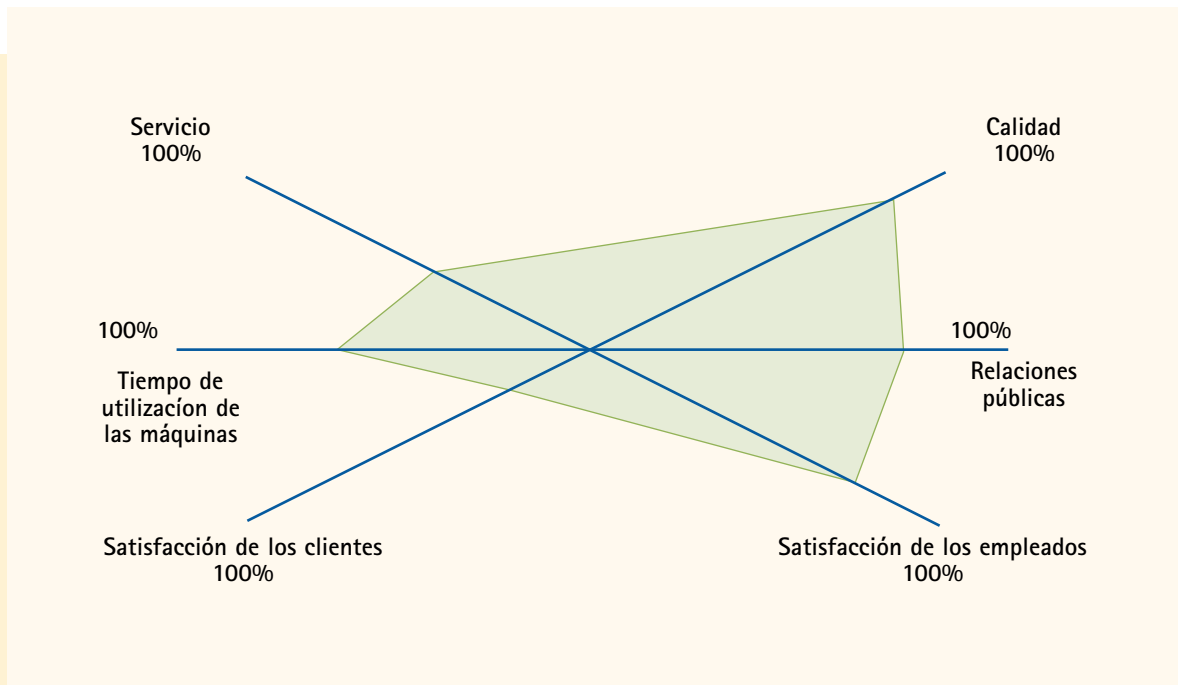 Servicio
100%
Calidad
100%
100%
Tiempo de
utilizacíon de
las máquinas
100%
Relaciones
públicas
Satisfacción de los clientes
100%
Satisfacción de los empleados
100%